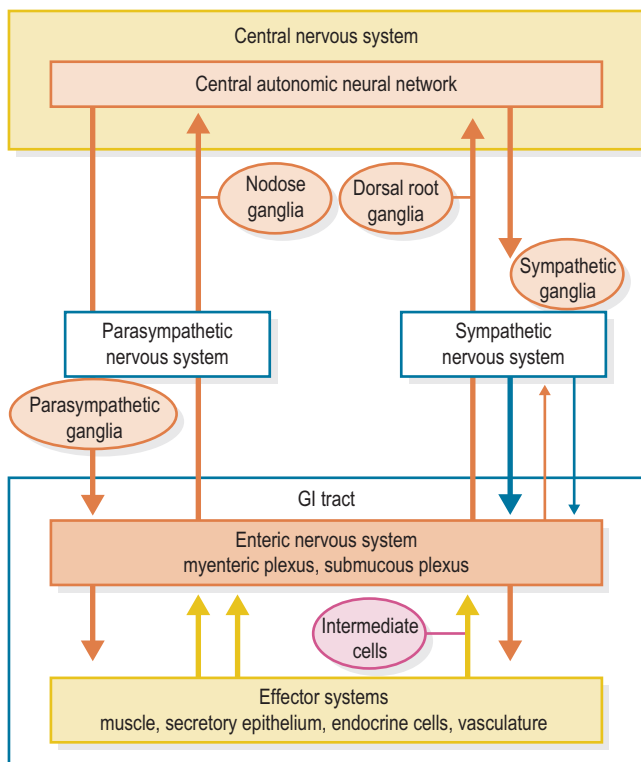 Central nervous system
Central autonomic neural network
Nodose
ganglia
Dorsal root
ganglia
Sympathetic
ganglia
Parasympathetic
nervous system
Sympathetic
nervous system
Parasympathetic
ganglia
GI tract
Enteric nervous system
myenteric plexus, submucous plexus
Intermediate
cells
Effector systems
muscle, secretory epithelium, endocrine cells, vasculature